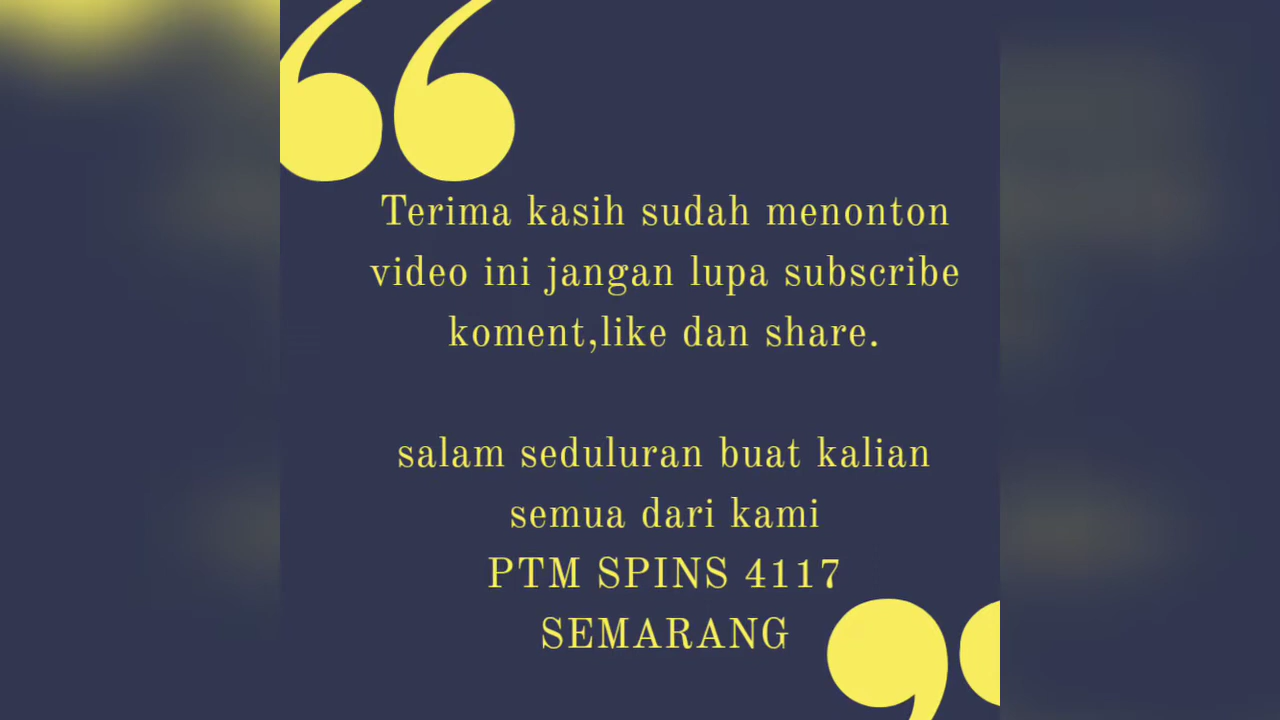 Terima kasih sudah menonton
video ini jangan lupa subscribe
koment,like dan share.
salam seduluran buat kalian
semua dari kami
PTM SPINS 4117
SEMARANG